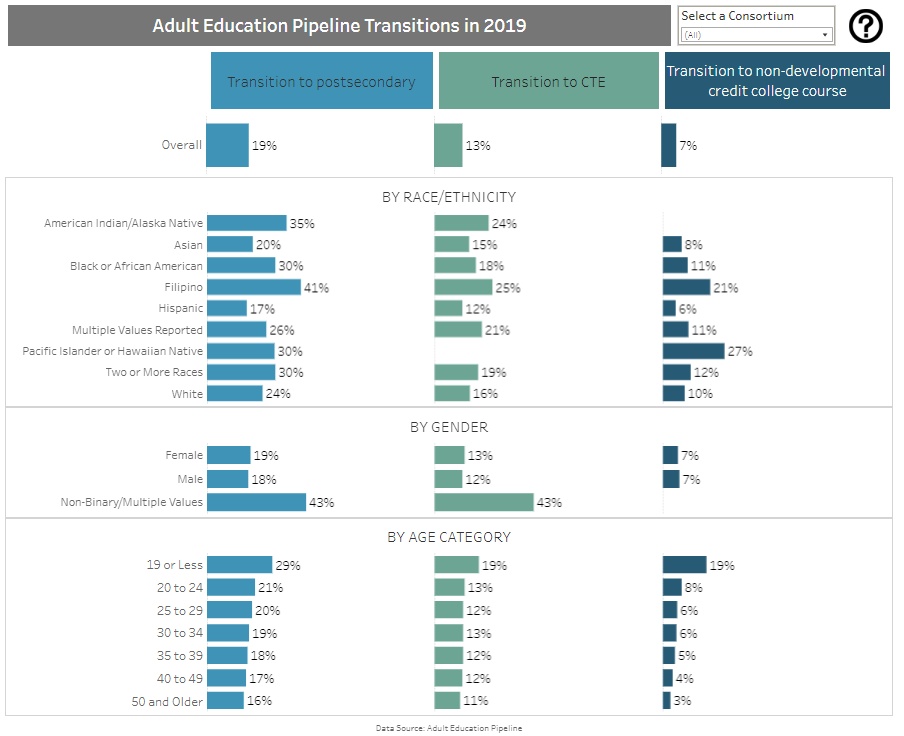 Adult Education Pipeline Transitions in 2019
Select a Consortium
(All)
?
Transition to postsecondary
Transition to CTE
Transition to non-developmental
credit college course
Overall 19% 13% 7%
BY RACE/ETHNICITY
American Indian/Alaska Native 35% 24%
Asian 20% 15% 8%
Black or African American 30% 18% 11%
Filipino 41% 25% 21%
Hispanic 17% 12% 6%
Multiple Values Reported 26% 21% 11%
Pacific Islander or Hawaiian Native 30% 27%
Two or More Races 30% 19% 12%
White 24% 16% 10%
BY GENDER
Female 19% 13% 7%
Male 18% 12% 7%
Non-Binary/Multiple Values 43% 43%
BY AGE CATEGORY
19 or Less 29% 19% 19%
20 to 24 21% 13% 8%
25 to 29 20% 12% 6%
30 to 34 19% 13% 6%
35 to 39 18% 12% 5%
40 to 49 17% 12% 4%
50 and Older 16% 11% 3%
Data Source: Adult Education Pipeline